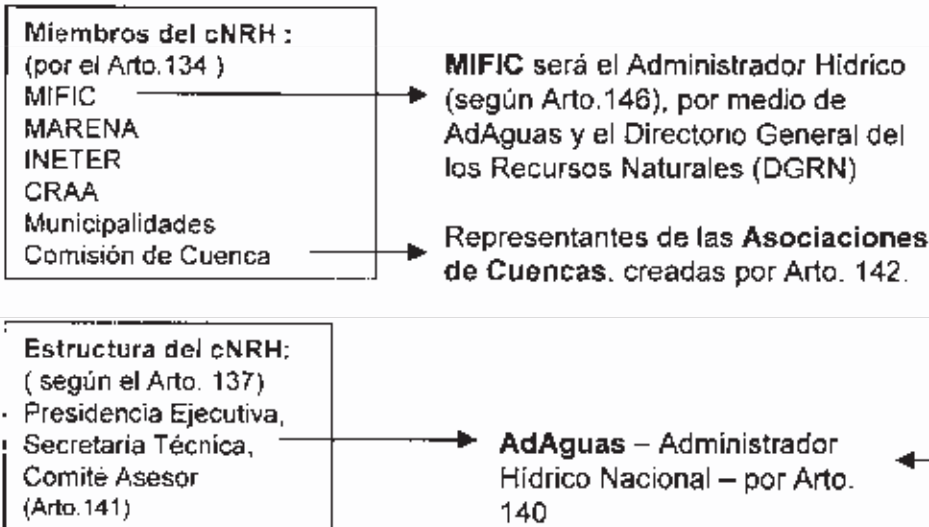 Miembros del cNRH :
(por el Arto.134 )
MIFIC
MARENA
INETER
CRAA
Municipalidades
Comisión de Cuenca
MIFIC será el Administrador Hídrico
(según Arto.146), por medio de
AdAguas y el Directorio General del
los Recursos Naturales (DGRN)
Representantes de las Asociaciones
de Cuencas. creadas por Arto. 142.
Estructura del cNRH:
( según el Arto. 137)
Presidencia Ejecutiva,
Secretaría Técnica,
Comité Asesor
(Arto.141)
AdAguas – Administrador
Hídrico Nacional – por Arto.
140